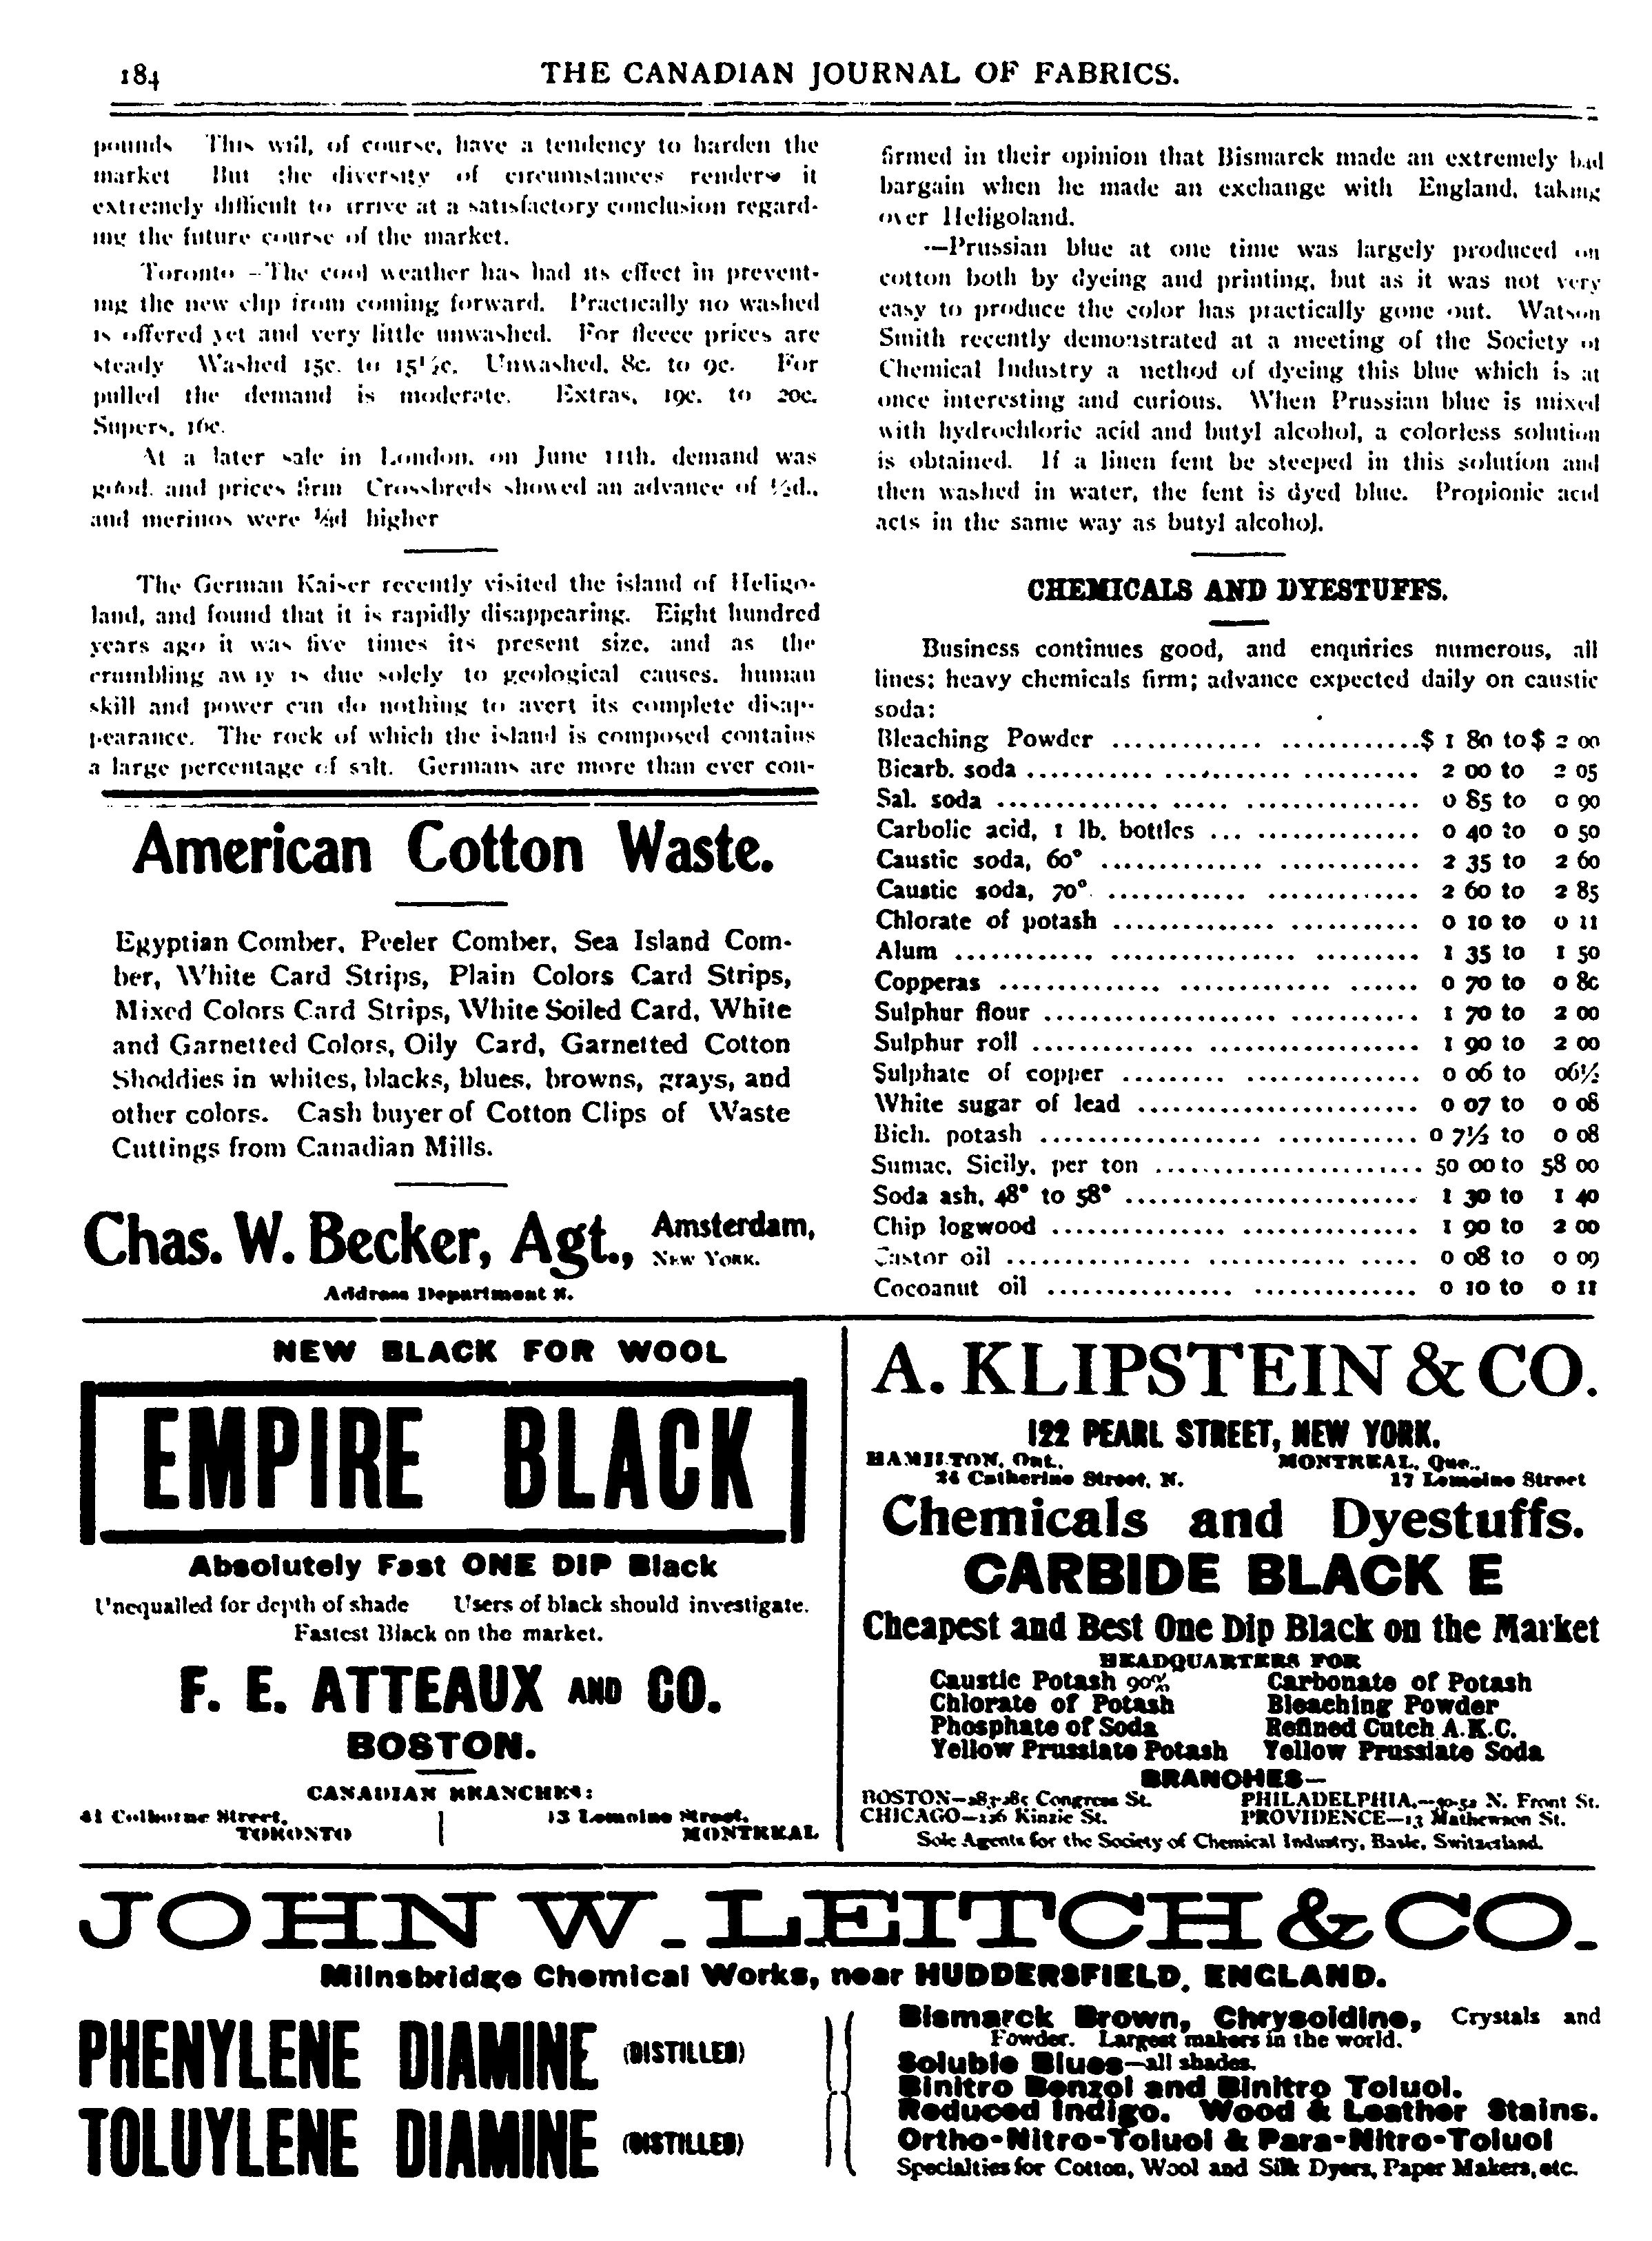 184
THE CANADIAN JOURNAL OF FABRICS.
pounds This will, of course, have a tendency to harden the
market But the diversity of circumstances renders it
extremely difficult to arrive at a satisfactory conclusion regard-
ing the future course of the market.
Toronto —The cool weather has had its effect in prevent-
ing the new clip from coming forward. Practically no washed
is offered yet and very little unwashed. For fleece prices are
steady Washed 15c. to 15½c. Unwashed, 8c. to 9c. For
pulled the demand is moderate. Extras, 19c. to 20c.
Supers, 16c.
At a later sale in London, on June 11th, demand was
good, and prices firm Crossbreds showed an advance of ½d.,
and merinos were higher
The German Kaiser recently visited the island of Heligo-
land, and found that it is rapidly disappearing. Eight hundred
years ago it was five times its present size, and as the
crumbling away is due solely to geological causes, human
skill and power can do nothing to avert its complete disap-
pearance. The rock of which the island is composed contains
a large percentage of salt. Germans are more than ever con-
American Cotton Waste.
Egyptian Comber, Peeler Comber, Sea Island Com-
ber, White Card Strips, Plain Colors Card Strips,
Mixed Colors Card Strips, White Soiled Card, White
and Garnetted Colors, Oily Card, Garnetted Cotton
Shoddies in whites, blacks, blues, browns, grays, and
other colors. Cash buyer of Cotton Clips of Waste
Cuttings from Canadian Mills.
Chas. W. Becker, Agt., Amsterdam,
New York.
Address Department N.
firmed in their opinion that Bismarck made an extremely bad
bargain when he made an exchange with England, taking
over Heligoland.
—Prussian blue at one time was largely produced on
cotton both by dyeing and printing, but as it was not very
easy to produce the color has practically gone out. Watson
Smith recently demonstrated at a meeting of the Society of
Chemical Industry a method of dyeing this blue which is at
once interesting and curious. When Prussian blue is mixed
with hydrochloric acid and butyl alcohol, a colorless solution
is obtained. If a linen fent be steeped in this solution and
then washed in water, the fent is dyed blue. Propionic acid
acts in the same way as butyl alcohol.
CHEMICALS AND DYESTUFFS.
Business continues good, and enquiries numerous, all
lines; heavy chemicals firm; advance expected daily on caustic
soda:
Bleaching Powder ........................$ 1 80 to $ 2 00
Bicarb. soda ........................ 2 00 to 2 05
Sal. soda ........................ 0 85 to 0 90
Carbolic acid, 1 lb. bottles ........................ 0 40 to 0 50
Caustic soda, 60° ........................ 2 35 to 2 60
Caustic soda, 70° ........................ 2 60 to 2 85
Chlorate of potash ........................ 0 10 to 0 11
Alum ........................ 1 35 to 1 50
Copperas ........................ 0 70 to 0 80
Sulphur flour ........................ 1 70 to 2 00
Sulphur roll ........................ 1 90 to 2 00
Sulphate of copper ........................ 0 06 to 06½
White sugar of lead ........................ 0 07 to 0 08
Bich. potash ........................ 0 7½ to 0 08
Sumac, Sicily, per ton ........................ 50 00 to 58 00
Soda ash, 48° to 58° ........................ 1 30 to 1 40
Chip logwood ........................ 1 90 to 2 00
Castor oil ........................ 0 08 to 0 09
Cocoanut oil ........................ 0 10 to 0 11
NEW BLACK FOR WOOL
EMPIRE BLACK
Absolutely Fast ONE DIP Black
Unequalled for depth of shade Users of black should investigate.
Fastest Black on the market.
F. E. ATTEAUX AND CO.
BOSTON.
CANADIAN BRANCHES:
41 Colborne Street, TORONTO
13 Lemoine Street, MONTREAL
A. KLIPSTEIN & CO.
122 PEARL STREET, NEW YORK.
HAMILTON, Ont., MONTREAL, Que.,
24 Catherine Street, N. 17 Lemoine Street
Chemicals and Dyestuffs.
CARBIDE BLACK E
Cheapest and Best One Dip Black on the Market
HEADQUARTERS FOR
Caustic Potash 90% Carbonate of Potash
Chlorate of Potash Bleaching Powder
Phosphate of Soda Refined Cutch A.K.C.
Yellow Prussiate Potash Yellow Prussiate Soda
BRANCHES—
BOSTON—283-285 Congress St. PHILADELPHIA,—50-52 N. Front St.
CHICAGO—126 Kinzie St. PROVIDENCE—13 Mathewson St.
Sole Agents for the Society of Chemical Industry, Basle, Switzerland.
JOHN W. LEITCH & CO.
Milnsbridge Chemical Works, near HUDDERSFIELD, ENGLAND.
PHENYLENE DIAMINE (DISTILLED)
TOLUYLENE DIAMINE (DISTILLED)
Bismarck Brown, Chrysoidine, Crystals and
Powder. Largest makers in the world.
Soluble Blues—all shades.
Binitro Benzol and Binitro Toluol.
Reduced Indigo. Wood & Leather Stains.
Ortho-Nitro-Toluol & Para-Nitro-Toluol
Specialties for Cotton, Wool and Silk Dyers, Paper Makers, etc.